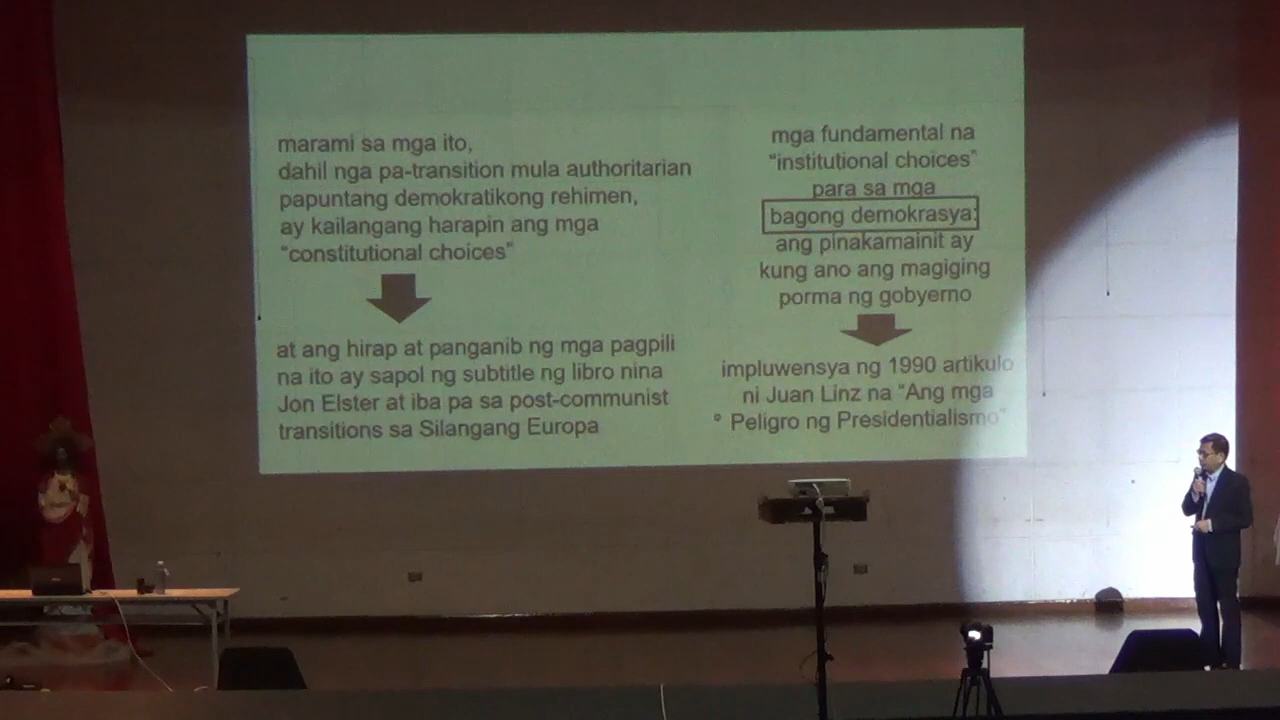 marami sa mga ito,
dahil nga pa-transition mula authoritarian
papuntang demokratikong rehimen,
ay kailangang harapin ang mga
“constitutional choices”
at ang hirap at panganib ng mga pagpili
na ito ay sapol ng subtitle ng libro nina
Jon Elster at iba pa sa post-communist
transitions sa Silangang Europa
mga fundamental na
“institutional choices”
para sa mga
bagong demokrasya:
ang pinakamainit ay
kung ano ang magiging
porma ng gobyerno
impluwensya ng 1990 artikulo
ni Juan Linz na “Ang mga
Peligro ng Presidentialismo”